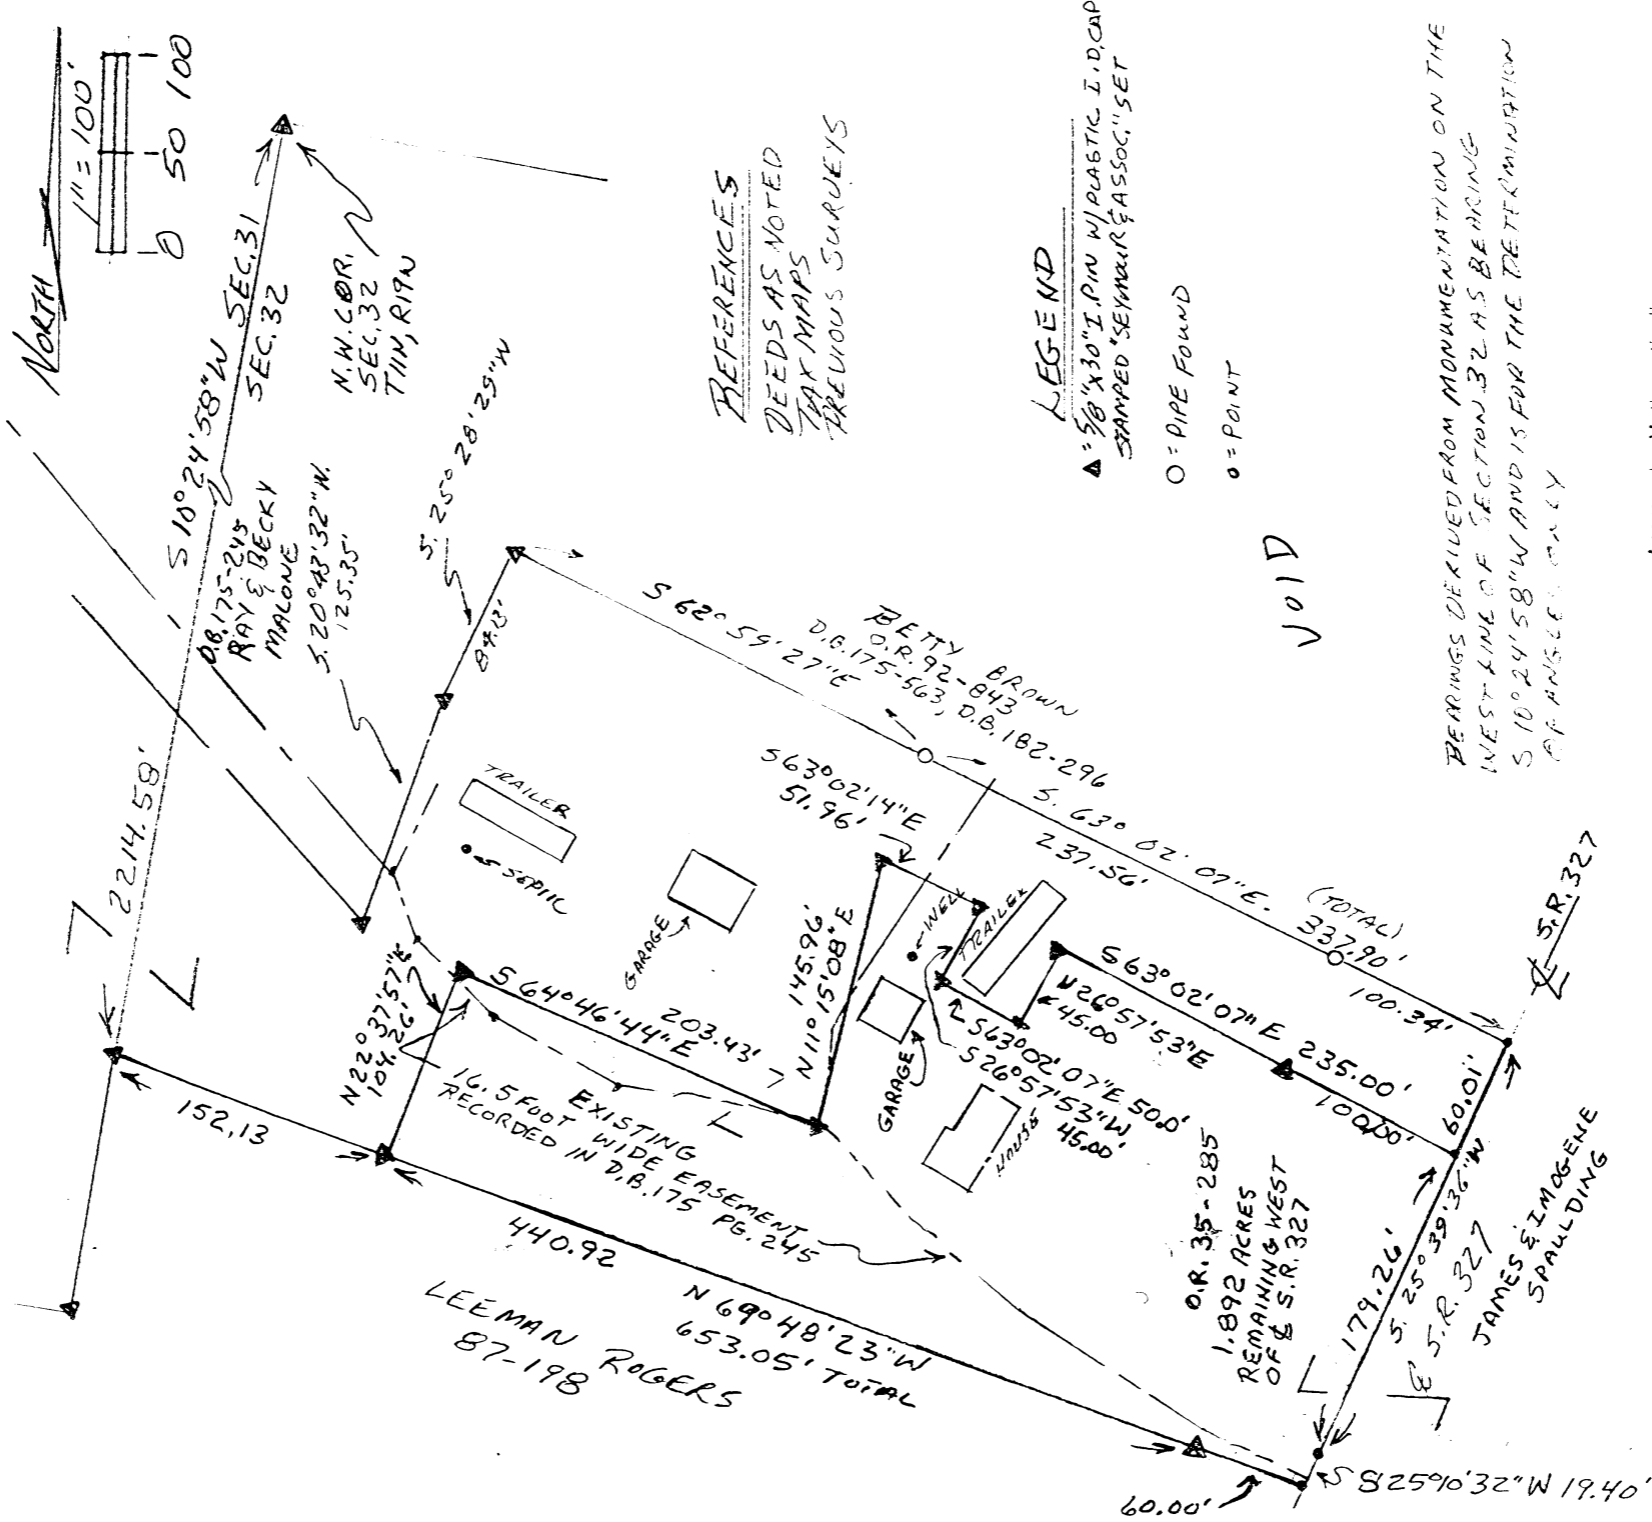 NORTH
1" = 100'
0 50 100
S 10° 24' 58" W SEC. 31
SEC. 32
N.W. COR.
SEC. 32
T11N, R19N
2214.58'
D.B. 175-245
RAY & BECKY
MALONE
S. 20° 43' 32" W.
125.35'
S. 25° 28' 29" W
84.13'
REFERENCES
DEEDS AS NOTED
TAX MAPS
PREVIOUS SURVEYS
LEGEND
▲ = 5/8" X 30" I. PIN W/ PLASTIC I.D. CAP
STAMPED "SEYMOUR & ASSOC." SET
O = PIPE FOUND
• = POINT
VOID
BEARINGS DERIVED FROM MONUMENTATION ON THE
WEST LINE OF SECTION 32 AS BEARING
S 10° 24' 58" W AND IS FOR THE DETERMINATION
OF ANGLES ONLY
S 62° 59' 27" E
BETTY BROWN
O.R. 92-843
D.B. 175-563, D.B. 182-296
S. 63° 02' 07" E. (TOTAL)
237.56' 337.90'
100.34'
TRAILER
SEPTIC
GARAGE
S 63° 02' 14" E
51.96'
145.96'
N 11° 15' 08" E
WELL
TRAILER
GARAGE
HOUSE
N 26° 57' 53" E
45.00
S 63° 02' 07" E 50.0'
S 26° 57' 53" W
45.00'
S 63° 02' 07" E 235.00'
100.00'
60.01'
℄ S.R. 327
N 22° 37' 57" E
104.26'
S 64° 46' 44" E
203.43'
16.5 FOOT WIDE EASEMENT
EXISTING
RECORDED IN D.B. 175 PG. 245
152.13
440.92
N 69° 48' 23" W
653.05' TOTAL
LEEMAN ROGERS
87-198
O.R. 35-285
1.892 ACRES
REMAINING WEST
OF ℄ S.R. 327
179.26'
S. 25° 39' 36" W
℄ S.R. 327
JAMES & IMOGENE
SPAULDING
60.00'
S 25° 10' 32" W 19.40'